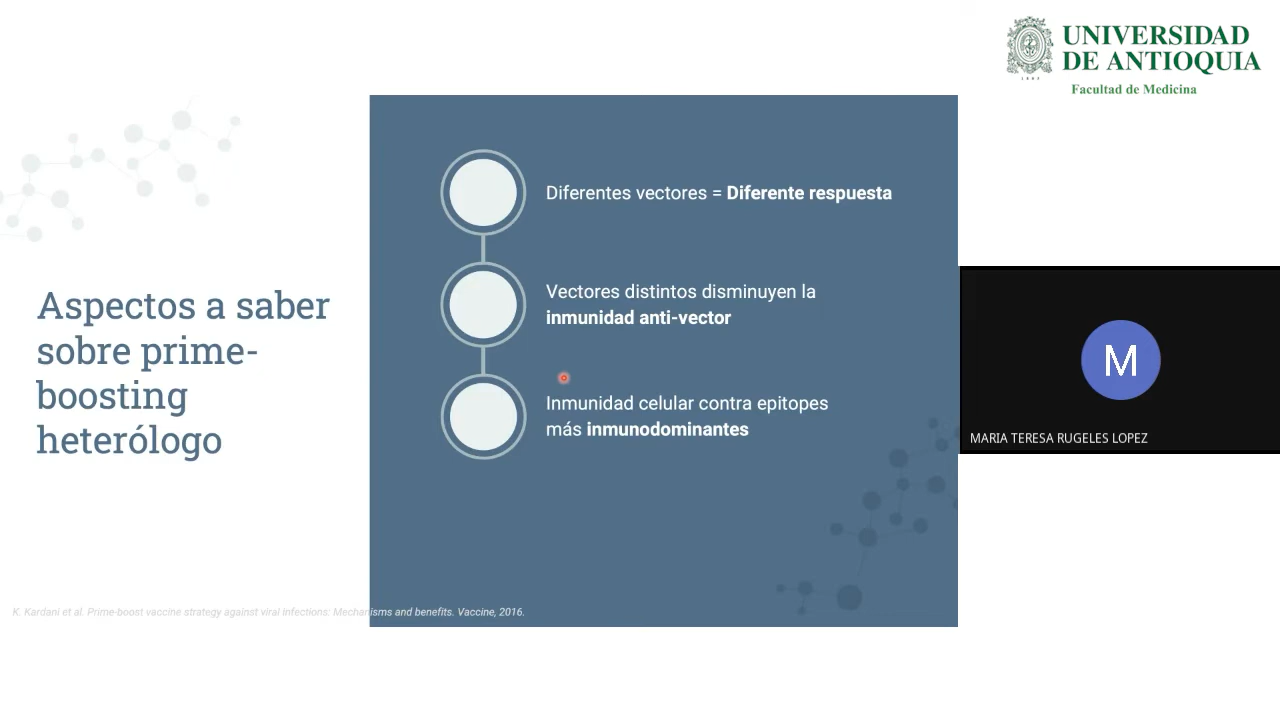 UNIVERSIDAD
DE ANTIOQUIA
Facultad de Medicina
1803
Aspectos a saber
sobre prime-
boosting
heterólogo
Diferentes vectores = Diferente respuesta
Vectores distintos disminuyen la
inmunidad anti-vector
Inmunidad celular contra epitopes
más inmunodominantes
M
MARIA TERESA RUGELES LOPEZ
K. Kardani et al. Prime-boost vaccine strategy against viral infections: Mechanisms and benefits. Vaccine, 2016.